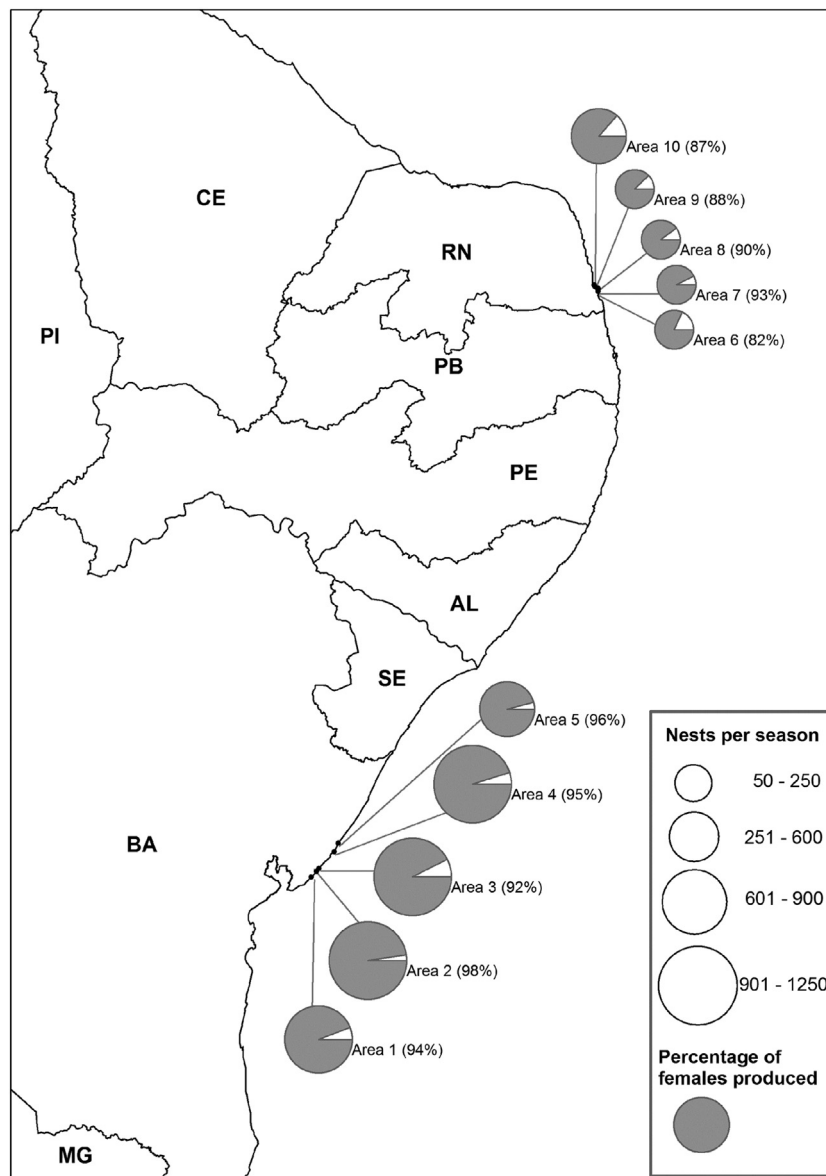 Area 10 (87%)
CE
Area 9 (88%)
Area 8 (90%)
RN
Area 7 (93%)
Area 6 (82%)
PI
PB
PE
AL
SE
Area 5 (96%)
Area 4 (95%)
BA
Area 3 (92%)
Area 2 (98%)
Area 1 (94%)
MG
Nests per season
50 - 250
251 - 600
601 - 900
901 - 1250
Percentage of
females produced